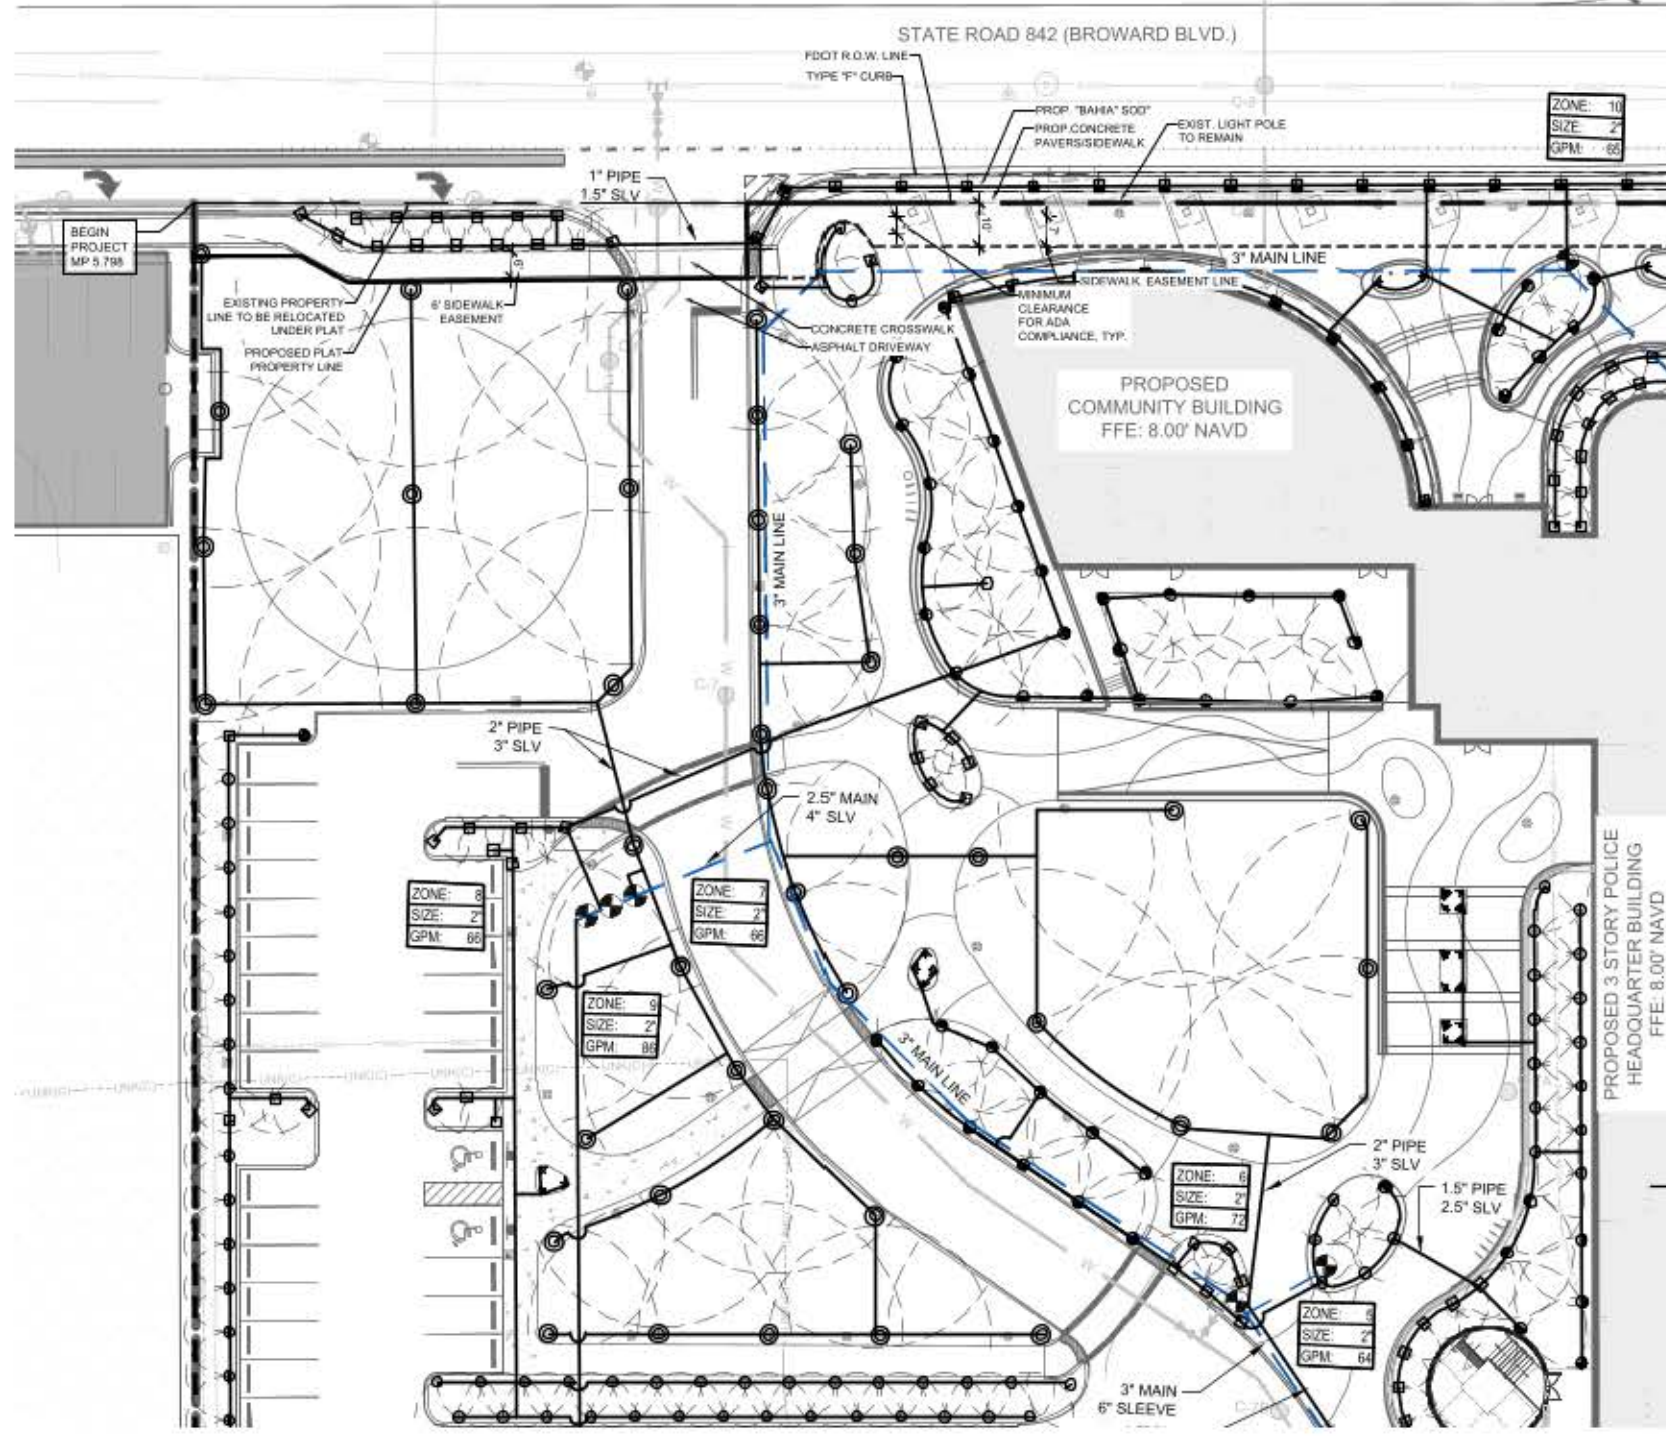 STATE ROAD 842 (BROWARD BLVD.)
FDOT R.O.W. LINE
TYPE "F" CURB
PROP. "BAHIA" SOD"
PROP.CONCRETE
PAVERS/SIDEWALK
EXIST. LIGHT POLE
TO REMAIN
ZONE: 10
SIZE: 2"
GPM: 65
1" PIPE
1.5" SLV
BEGIN
PROJECT
MP 5.798
10'
7'
6'
3" MAIN LINE
SIDEWALK EASEMENT LINE
EXISTING PROPERTY
LINE TO BE RELOCATED
UNDER PLAT
6' SIDEWALK
EASEMENT
MINIMUM
CLEARANCE
FOR ADA
COMPLIANCE, TYP.
CONCRETE CROSSWALK
ASPHALT DRIVEWAY
PROPOSED PLAT
PROPERTY LINE
PROPOSED
COMMUNITY BUILDING
FFE: 8.00' NAVD
3" MAIN LINE
W
W
C-7
2" PIPE
3" SLV
2.5" MAIN
4" SLV
W
ZONE: 8
SIZE: 2"
GPM: 66
ZONE: 7
SIZE: 2"
GPM: 66
PROPOSED 3 STORY POLICE
HEADQUARTER BUILDING
FFE: 8.00' NAVD
ZONE: 9
SIZE: 2"
GPM: 86
3" MAIN LINE
W
2" PIPE
3" SLV
ZONE: 6
SIZE: 2"
GPM: 72
1.5" PIPE
2.5" SLV
W
ZONE: 5
SIZE: 2"
GPM: 64
3" MAIN
6" SLEEVE